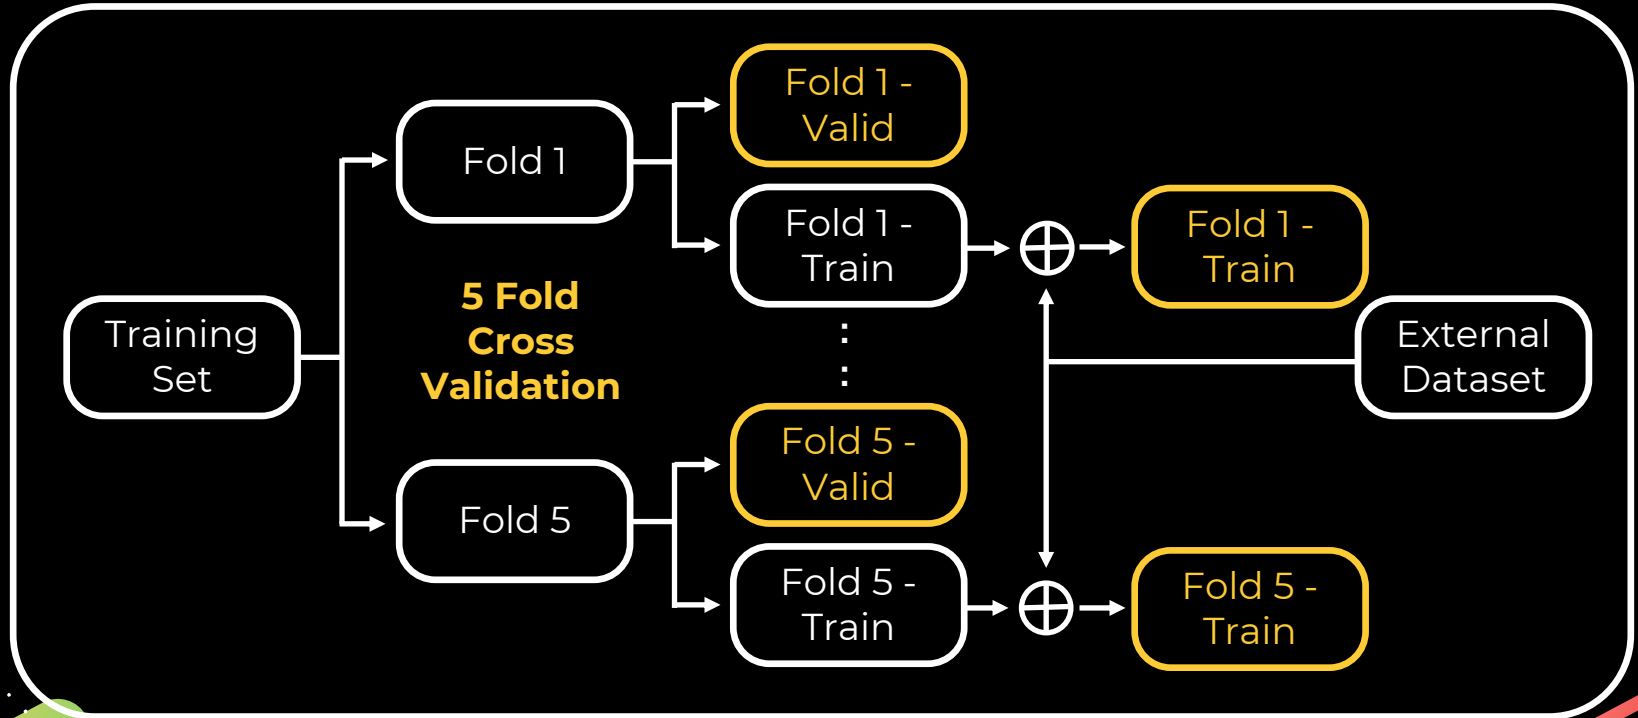 Fold 1 -
Valid
Fold 1
Fold 1 -
Train
Fold 1 -
Train
5 Fold
Cross
Validation
Training
Set
:
:
External
Dataset
Fold 5 -
Valid
Fold 5
Fold 5 -
Train
Fold 5 -
Train